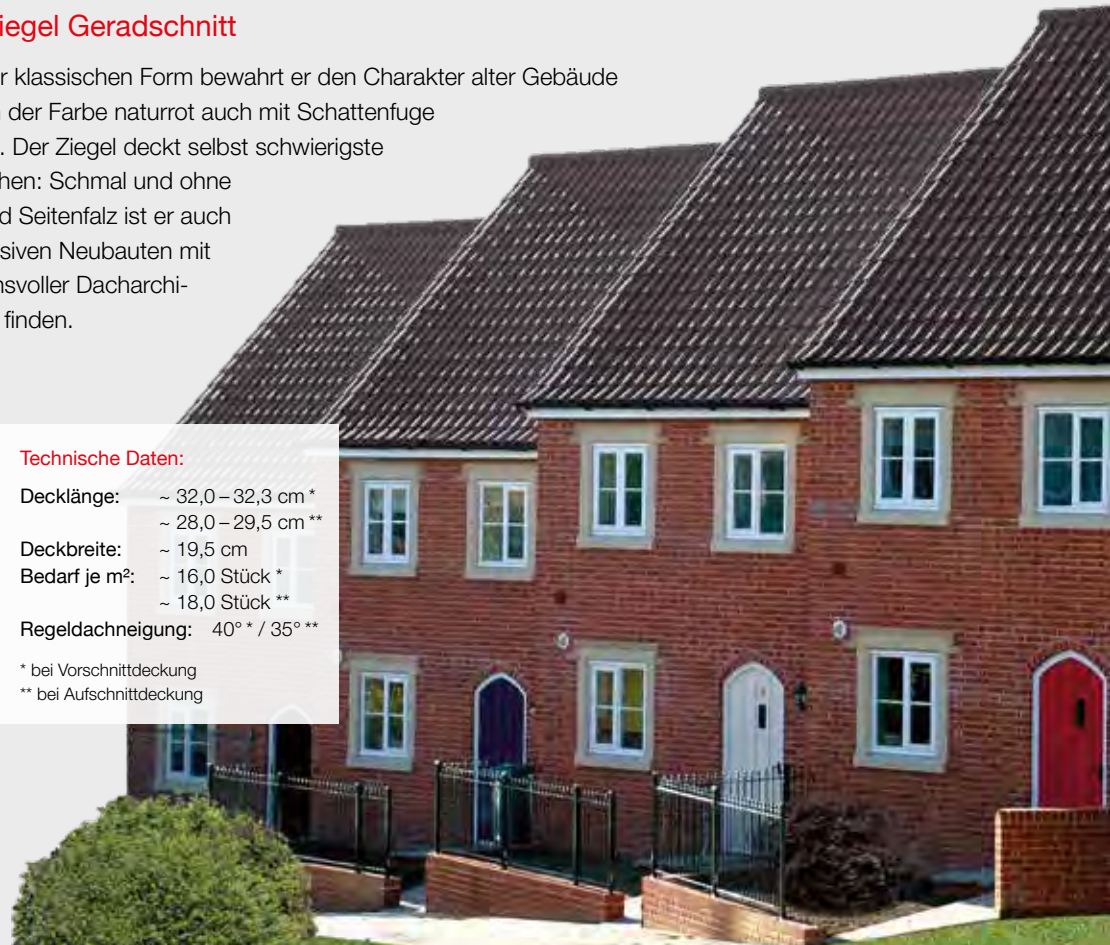 iegel Geradschnitt
r klassischen Form bewahrt er den Charakter alter Gebäude
der Farbe naturrot auch mit Schattenfuge
. Der Ziegel deckt selbst schwierigste
hen: Schmal und ohne
d Seitenfalz ist er auch
siven Neubauten mit
nsvoller Dacharchi-
finden.
Technische Daten:
Decklänge: ~ 32,0 – 32,3 cm *
~ 28,0 – 29,5 cm **
Deckbreite: ~ 19,5 cm
Bedarf je m²: ~ 16,0 Stück *
~ 18,0 Stück **
Regeldachneigung: 40° * / 35° **
* bei Vorschnittdeckung
** bei Aufschnittdeckung